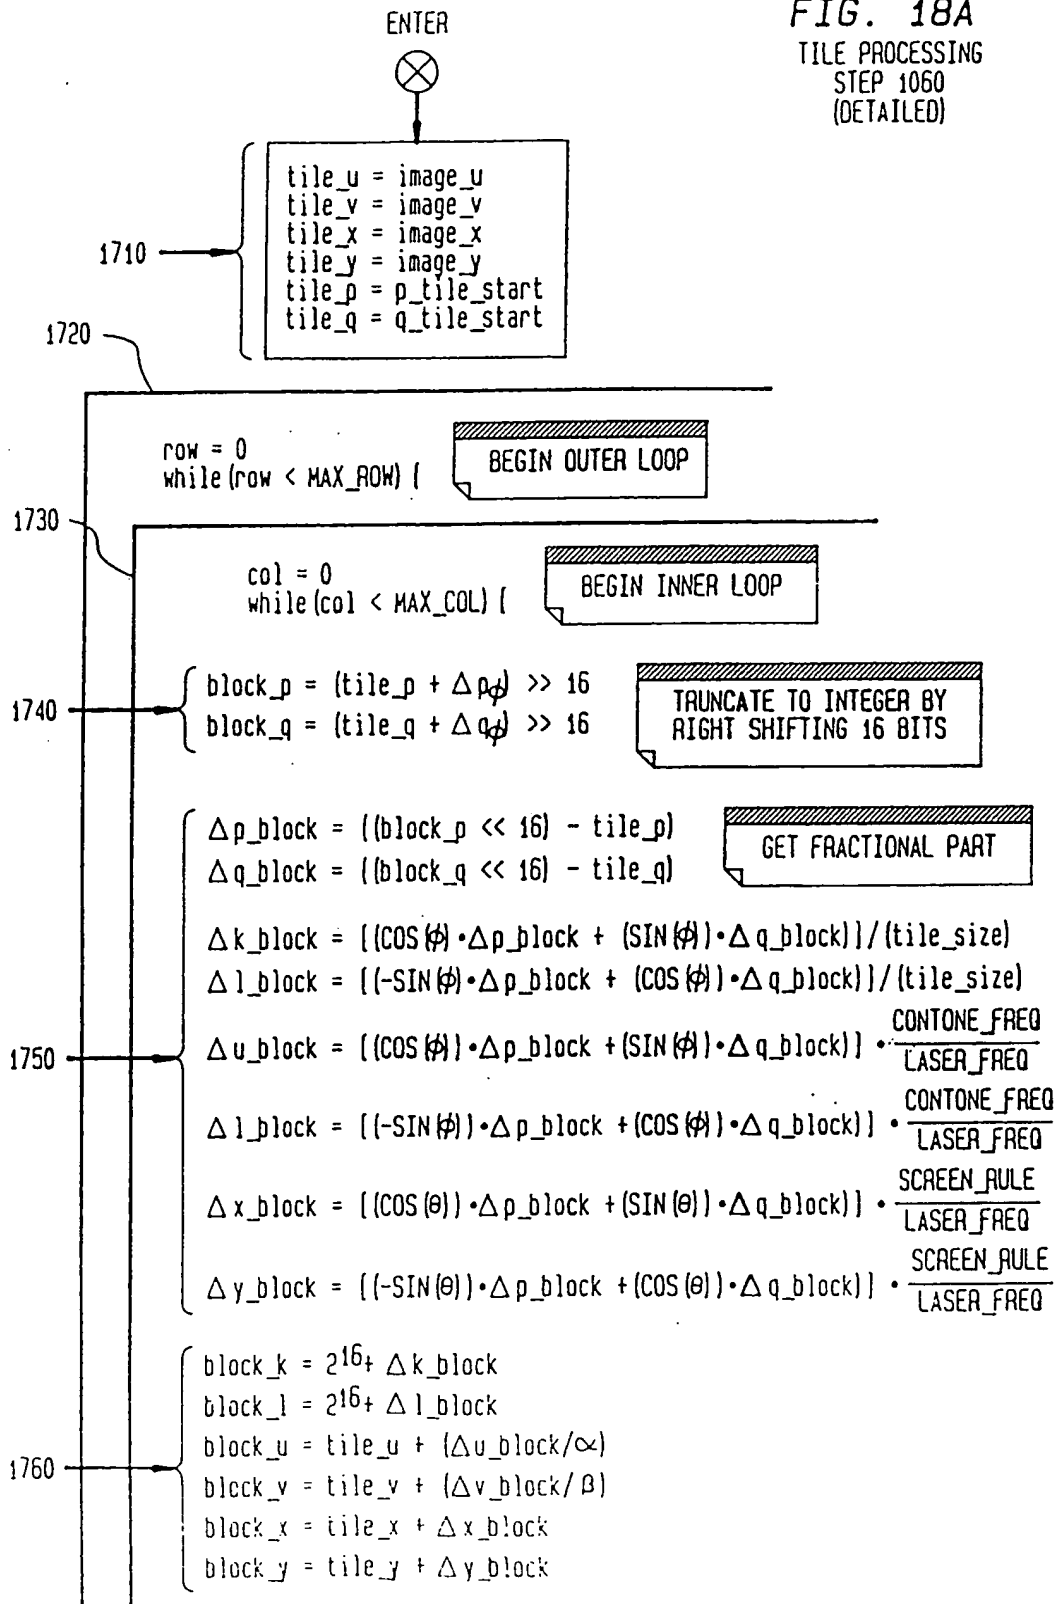 FIG. 18A
TILE PROCESSING
STEP 1060
(DETAILED)
ENTER
1710
tile_u = image_u
tile_v = image_v
tile_x = image_x
tile_y = image_y
tile_p = p_tile_start
tile_q = q_tile_start
1720
row = 0
while(row < MAX_ROW) {
BEGIN OUTER LOOP
1730
col = 0
while(col < MAX_COL) {
BEGIN INNER LOOP
1740
block_p = (tile_p + Δpϕ) >> 16
block_q = (tile_q + Δqϕ) >> 16
TRUNCATE TO INTEGER BY
RIGHT SHIFTING 16 BITS
1750
Δp_block = ((block_p << 16) - tile_p)
Δq_block = ((block_q << 16) - tile_q)
GET FRACTIONAL PART
Δk_block = [(COS(ϕ)•Δp_block + (SIN(ϕ))•Δq_block)]/(tile_size)
Δl_block = [(-SIN(ϕ)•Δp_block + (COS(ϕ))•Δq_block)]/(tile_size)
Δu_block = [(COS(ϕ))•Δp_block +(SIN(ϕ))•Δq_block)] • CONTONE_FREQ/LASER_FREQ
Δl_block = [(-SIN(ϕ))•Δp_block +(COS(ϕ))•Δq_block)] • CONTONE_FREQ/LASER_FREQ
Δx_block = [(COS(θ))•Δp_block +(SIN(θ))•Δq_block)] • SCREEN_RULE/LASER_FREQ
Δy_block = [(-SIN(θ))•Δp_block +(COS(θ))•Δq_block)] • SCREEN_RULE/LASER_FREQ
1760
block_k = 2^16+ Δk_block
block_l = 2^16+ Δl_block
block_u = tile_u + (Δu_block/∝)
block_v = tile_v + (Δv_block/β)
block_x = tile_x + Δx_block
block_y = tile_y + Δy_block